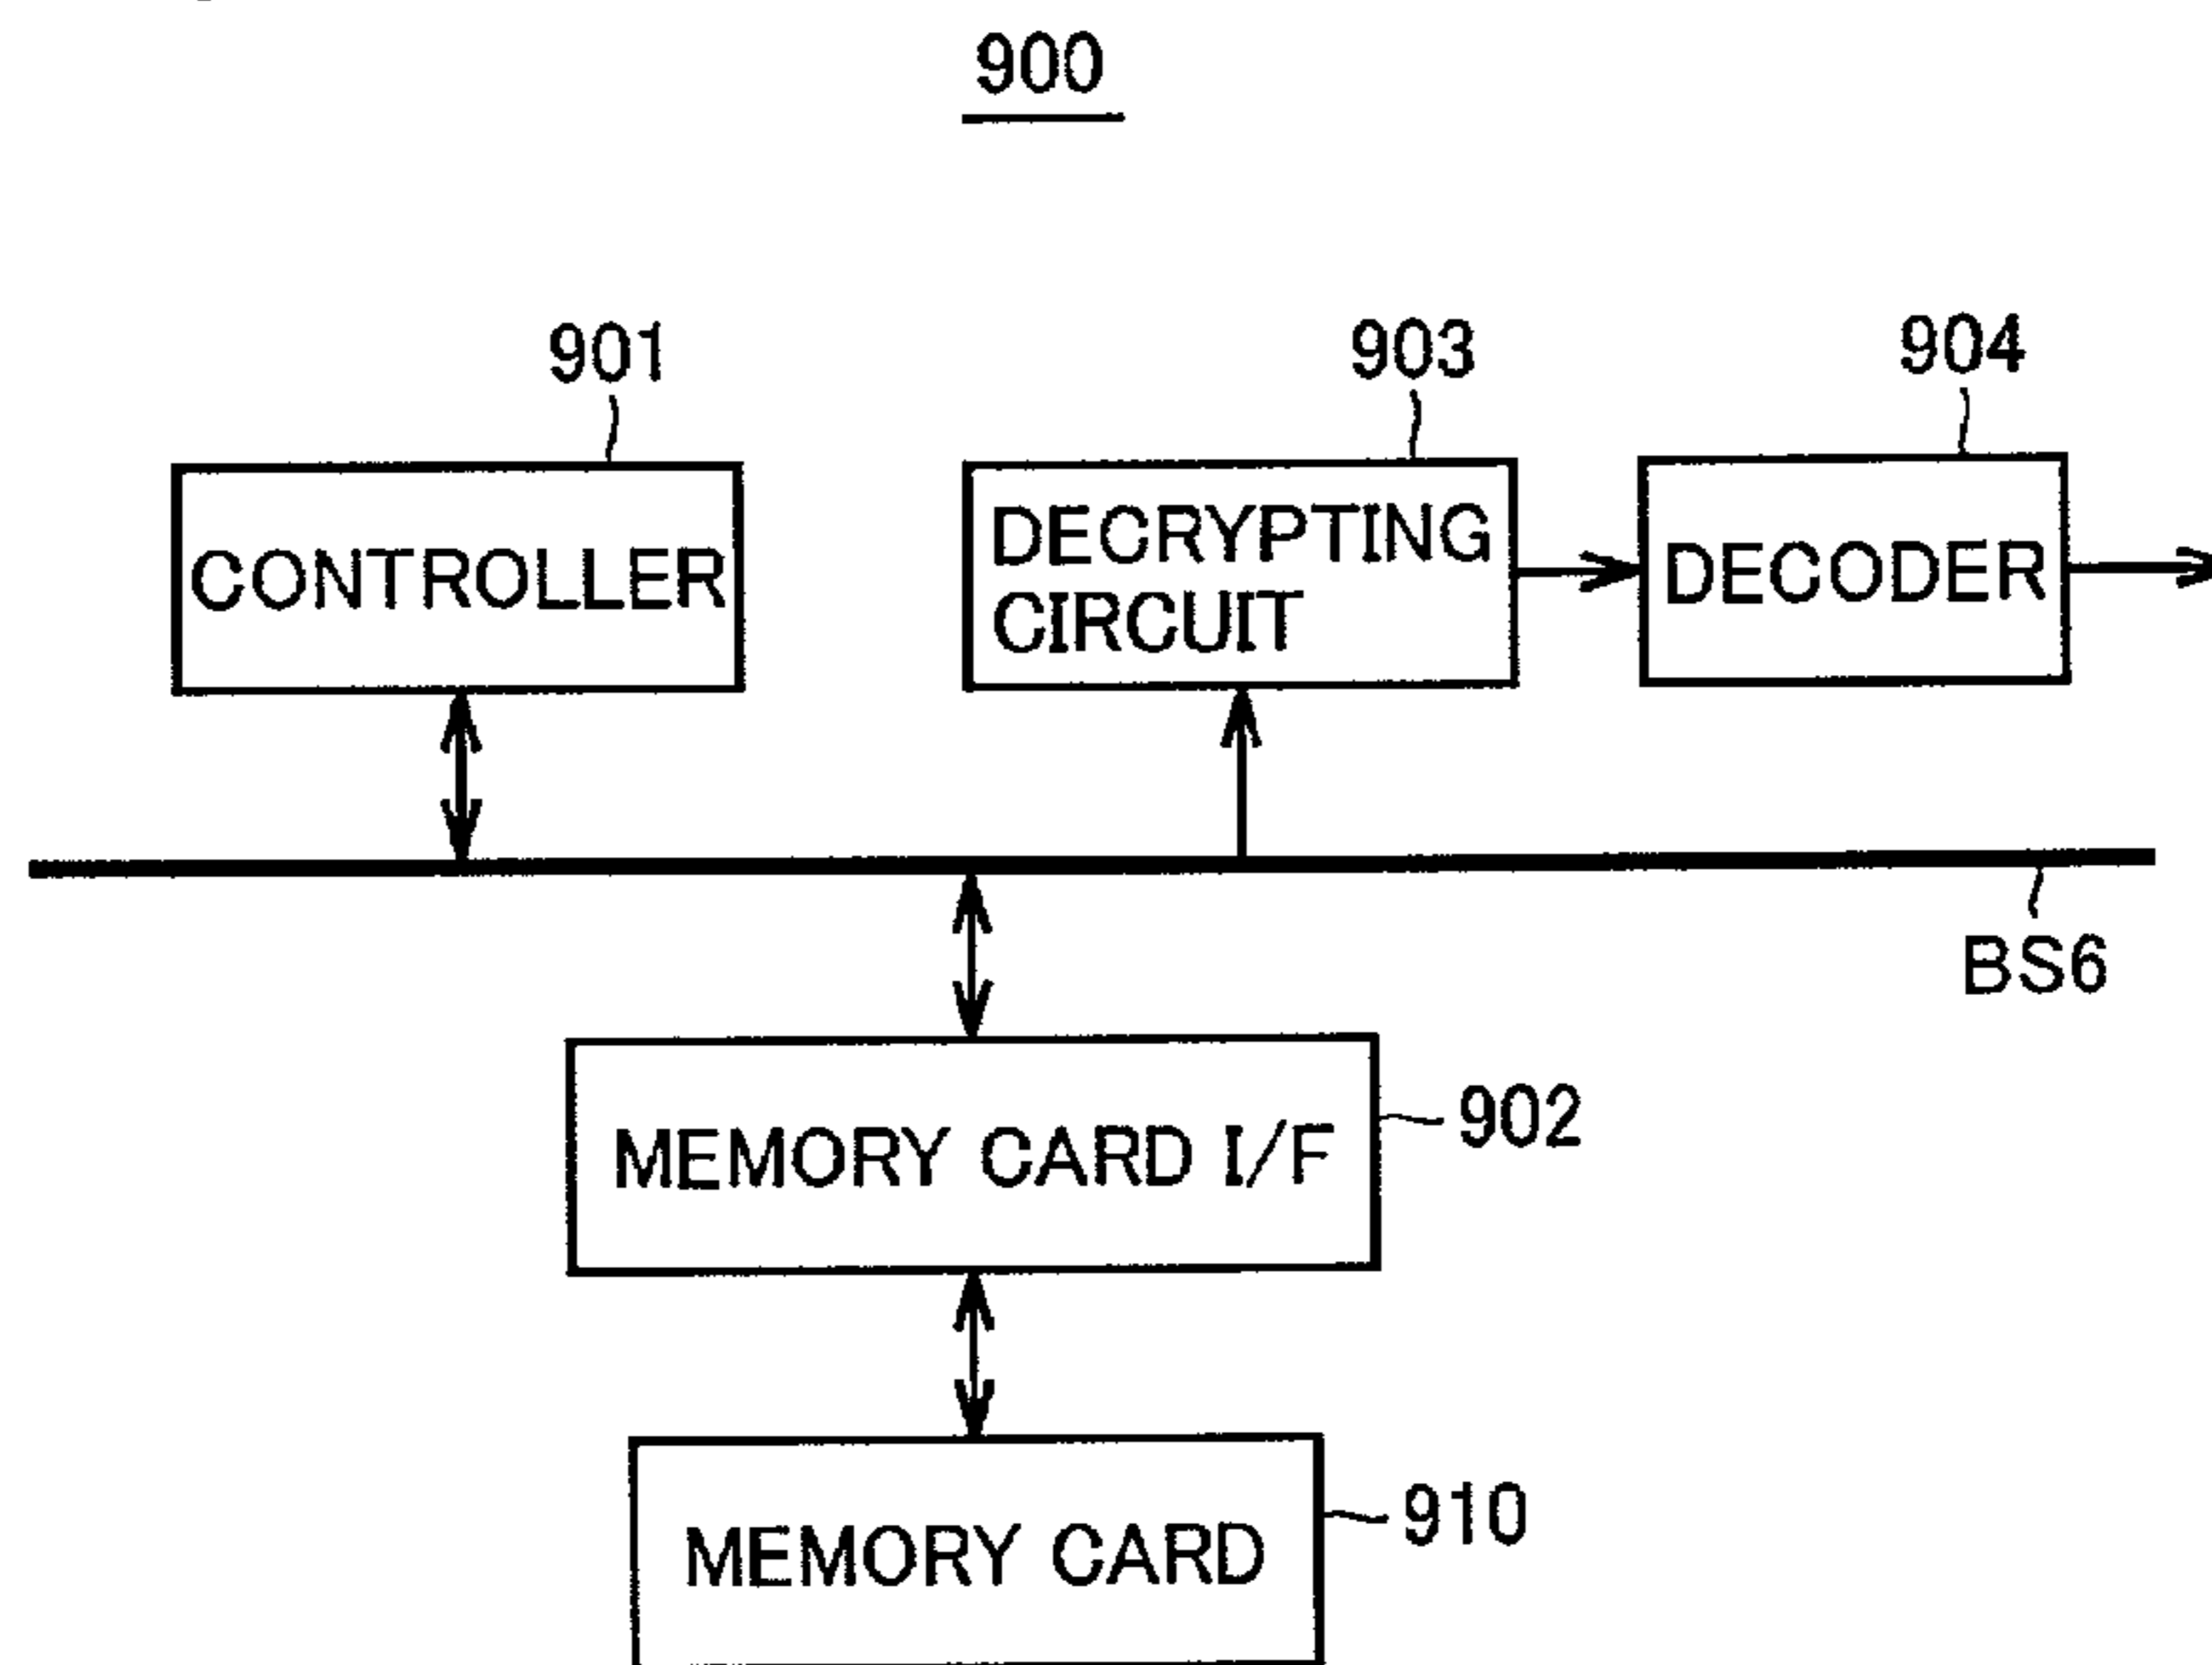 900
901
903
904
CONTROLLER
DECRYPTING
CIRCUIT
DECODER
BS6
MEMORY CARD I/F
902
MEMORY CARD
910